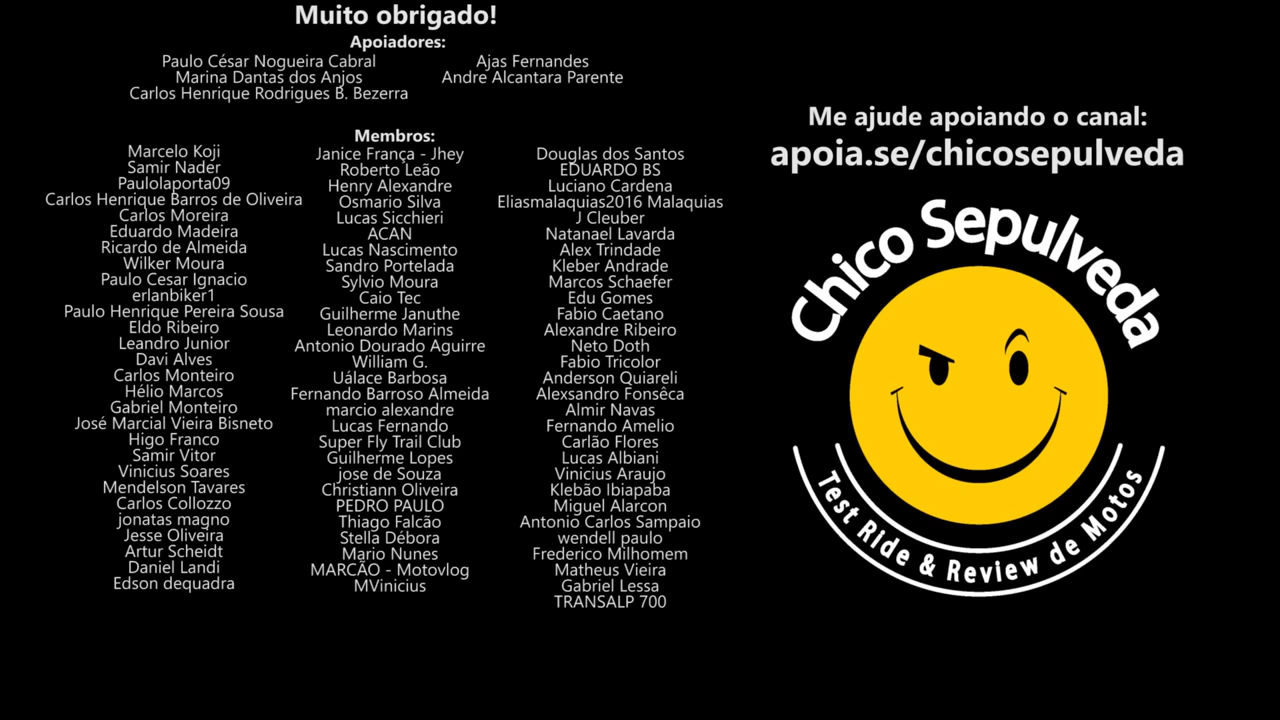 Muito obrigado!
Apoiadores:
Paulo César Nogueira Cabral
Marina Dantas dos Anjos
Carlos Henrique Rodrigues B. Bezerra
Ajas Fernandes
Andre Alcantara Parente
Membros:
Marcelo Koji
Samir Nader
Paulolaporta09
Carlos Henrique Barros de Oliveira
Carlos Moreira
Eduardo Madeira
Ricardo de Almeida
Wilker Moura
Paulo Cesar Ignacio
erlanbiker1
Paulo Henrique Pereira Sousa
Eldo Ribeiro
Leandro Junior
Davi Alves
Carlos Monteiro
Hélio Marcos
Gabriel Monteiro
José Marcial Vieira Bisneto
Higo Franco
Samir Vitor
Vinicius Soares
Mendelson Tavares
Carlos Collozzo
jonatas magno
Jesse Oliveira
Artur Scheidt
Daniel Landi
Edson dequadra
Janice França - Jhey
Roberto Leão
Henry Alexandre
Osmario Silva
Lucas Sicchieri
ACAN
Lucas Nascimento
Sandro Portelada
Sylvio Moura
Caio Tec
Guilherme Januthe
Leonardo Marins
Antonio Dourado Aguirre
William G.
Uálace Barbosa
Fernando Barroso Almeida
marcio alexandre
Lucas Fernando
Super Fly Trail Club
Guilherme Lopes
jose de Souza
Christiann Oliveira
PEDRO PAULO
Thiago Falcão
Stella Débora
Mario Nunes
MARCÃO - Motovlog
MVinicius
Douglas dos Santos
EDUARDO BS
Luciano Cardena
Eliasmalaquias2016 Malaquias
J Cleuber
Natanael Lavarda
Alex Trindade
Kleber Andrade
Marcos Schaefer
Edu Gomes
Fabio Caetano
Alexandre Ribeiro
Neto Doth
Fabio Tricolor
Anderson Quiareli
Alexsandro Fonsêca
Almir Navas
Fernando Amelio
Carlão Flores
Lucas Albiani
Vinicius Araujo
Klebão Ibiapaba
Miguel Alarcon
Antonio Carlos Sampaio
wendell paulo
Frederico Milhomem
Matheus Vieira
Gabriel Lessa
TRANSALP 700
Me ajude apoiando o canal:
apoia.se/chicosepulveda
Chico Sepulveda
Test Ride & Review de Motos